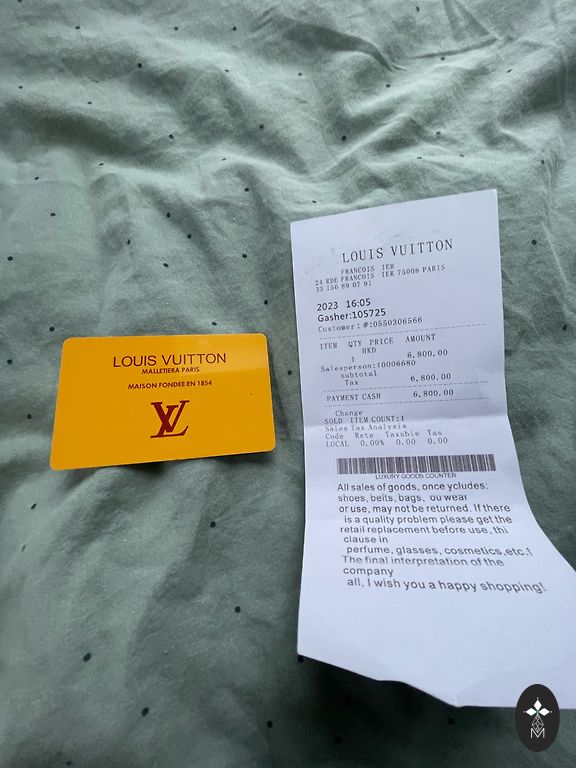 LOUIS VUITTON
MALLETIERA PARIS
MAISON FONDEE EN 1854
LV
LOUIS VUITTON
FRANCOIS IER
24 RDE FRANCOIS IER 75008 PARIS
33 156 89 07 91
2023 16:05
Gasher:105725
Customer: #:0550306566
ITEM QTY PRICE AMOUNT
HKD
1 6,800.00
Salesperson:10006680
subtotal
Tax 6,800.00
PAYMENT CASH 6,800.00
Change
SOLD ITEM COUNT:1
Sales Tax Analysis
Code Rete Taxable Tas
LOCAL 0.00% 0.00 0.00
LUXURY GOODS COUNTER
All sales of goods, once ycludes:
shoes, belts, bags, ou wear
or use, may not be returned. If there
is a quality problem please get the
retail replacement before use, thi
clause in
perfume, glasses, cosmetics,etc.!
The final interpretation of the
company
all, I wish you a happy shopping!
M